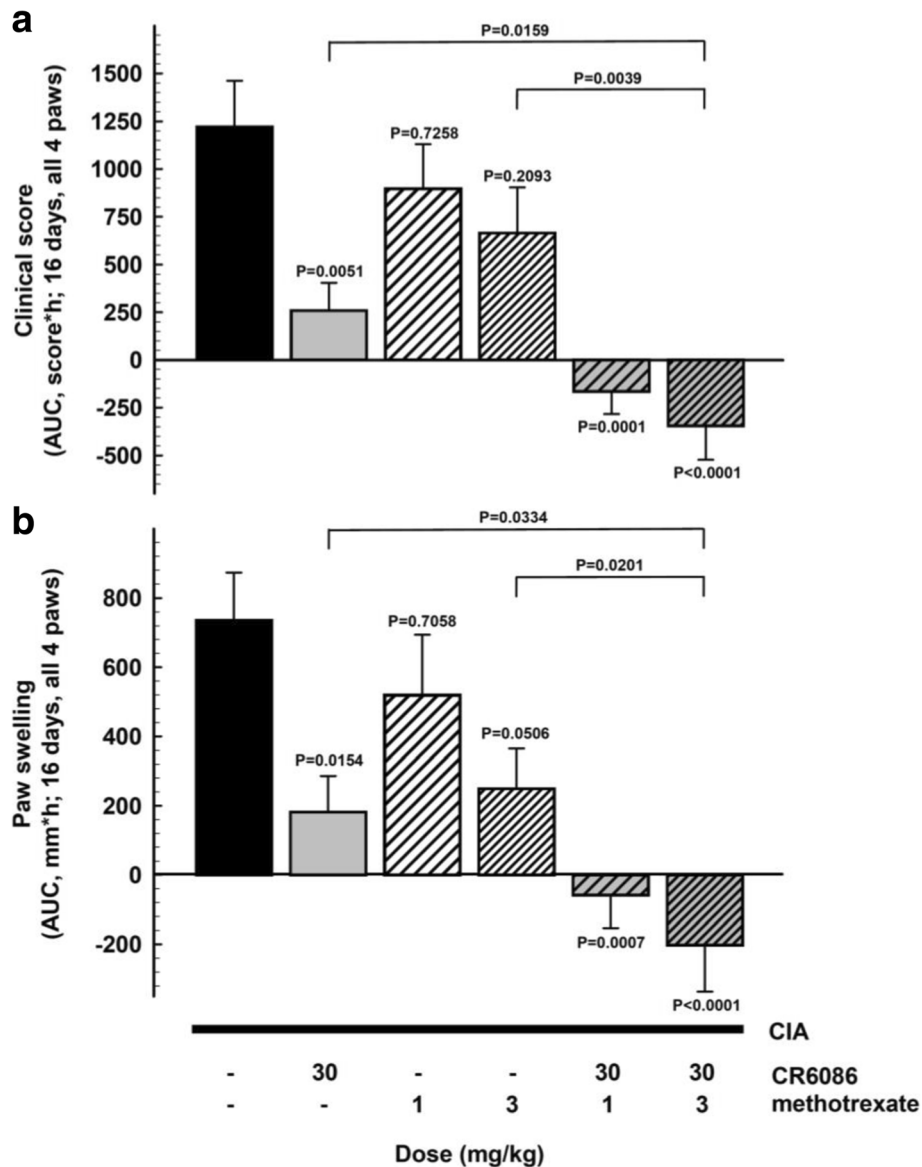 a
P=0.0159
P=0.0039
Clinical score
(AUC, score*h; 16 days, all 4 paws)
1500
1250
1000
750
500
250
0
-250
-500
P=0.0051
P=0.7258
P=0.2093
P=0.0001
P<0.0001
b
P=0.0334
P=0.0201
Paw swelling
(AUC, mm*h; 16 days, all 4 paws)
800
600
400
200
0
-200
P=0.0154
P=0.7058
P=0.0506
P=0.0007
P<0.0001
CIA
- 30 - - 30 30 CR6086
- - 1 3 1 3 methotrexate
Dose (mg/kg)